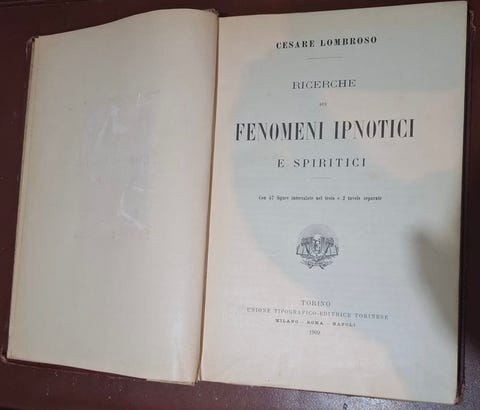 CESARE LOMBROSO
RICERCHE
SUI
FENOMENI IPNOTICI
E SPIRITICI
Con 57 figure intercalate nel testo e 2 tavole separate
TORINO
UNIONE TIPOGRAFICO-EDITRICE TORINESE
MILANO - ROMA - NAPOLI
1909